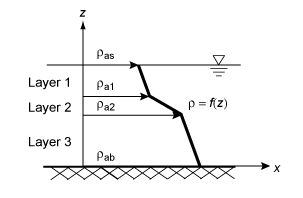 z
ρas
Layer 1
ρa1
Layer 2
ρa2
ρ = f(z)
Layer 3
ρab
x